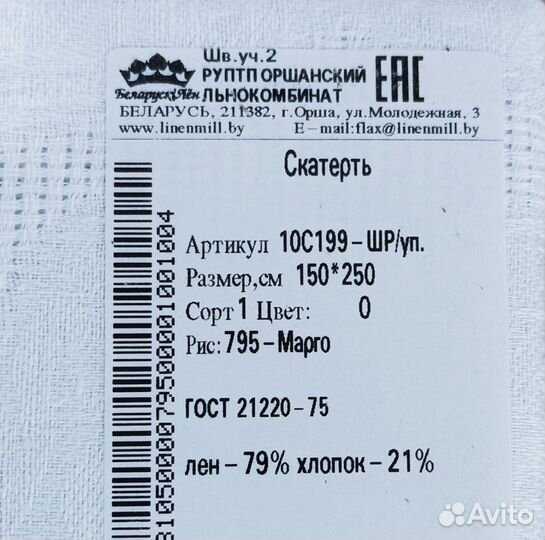 Шв.уч.2
РУПТП ОРШАНСКИЙ
ЛЬНОКОМБИНАТ
ЕАС
Беларускi Лён
БЕЛАРУСЬ, 211382, г.Орша, ул.Молодежная, 3
www.linenmill.by E-mail:flax@linenmill.by
Скатерть
Артикул 10С199-ШР/уп.
Размер,см 150*250
Сорт 1 Цвет: 0
Рис: 795-Марго
ГОСТ 21220-75
лен - 79% хлопок - 21%
Avito